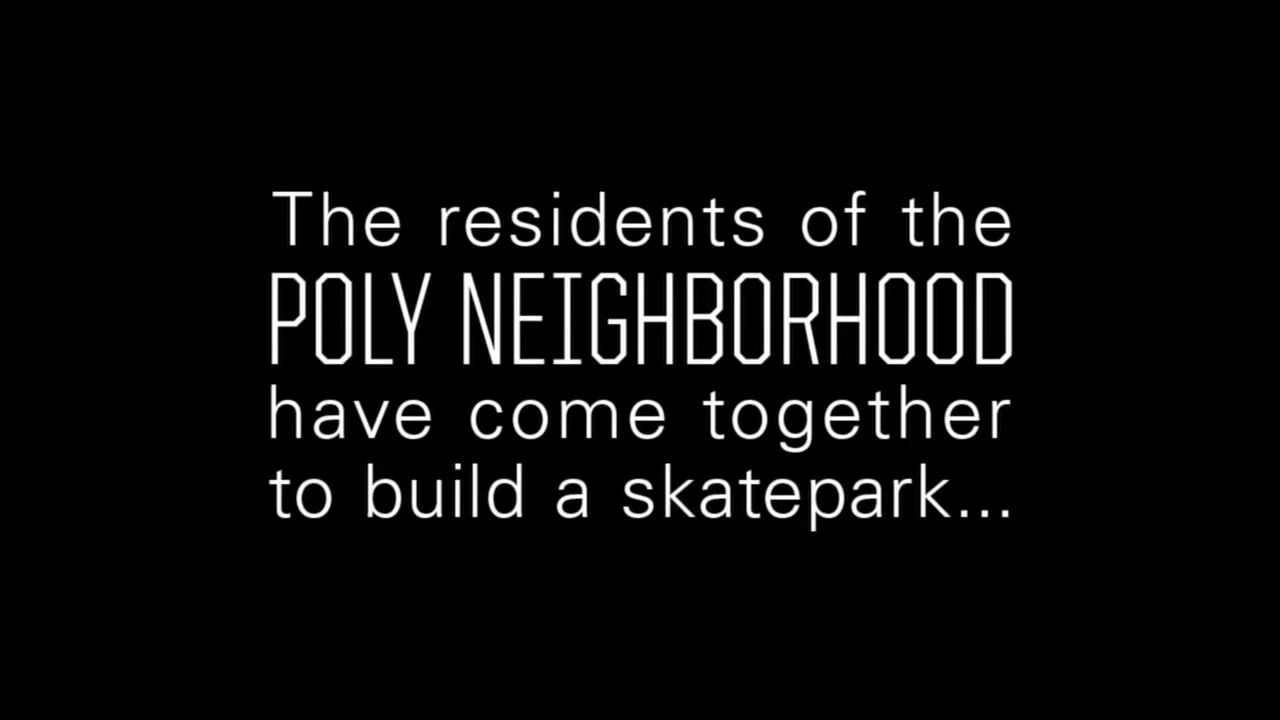 The residents of the
POLY NEIGHBORHOOD
have come together
to build a skatepark...